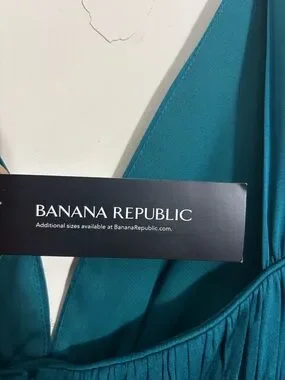 BANANA REPUBLIC
Additional sizes available at BananaRepublic.com.